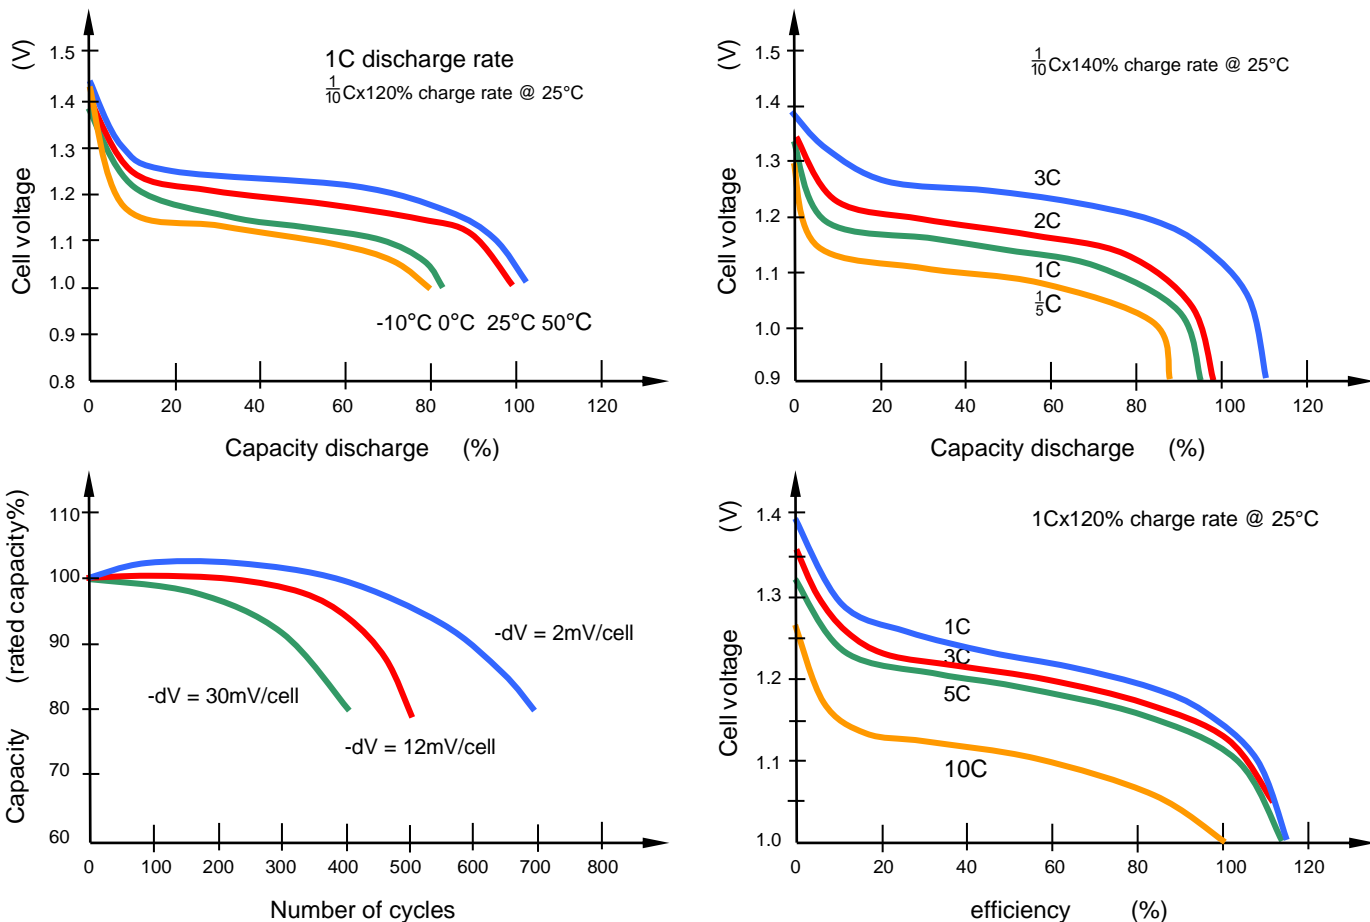 (V)
Cell voltage
1.5
1.4
1.3
1.2
1.1
1.0
0.9
0.8
1C discharge rate
1/10 Cx120% charge rate @ 25°C
-10°C 0°C 25°C 50°C
0 20 40 60 80 100 120
Capacity discharge (%)
(V)
Cell voltage
1.5
1.4
1.3
1.2
1.1
1.0
0.9
1/10 Cx140% charge rate @ 25°C
3C
2C
1C
1/5 C
0 20 40 60 80 100 120
Capacity discharge (%)
Capacity (rated capacity%)
110
100
90
80
70
60
-dV = 2mV/cell
-dV = 30mV/cell
-dV = 12mV/cell
0 100 200 300 400 500 600 700 800
Number of cycles
(V)
Cell voltage
1.4
1.3
1.2
1.1
1.0
1Cx120% charge rate @ 25°C
1C
3C
5C
10C
0 20 40 60 80 100 120
efficiency (%)